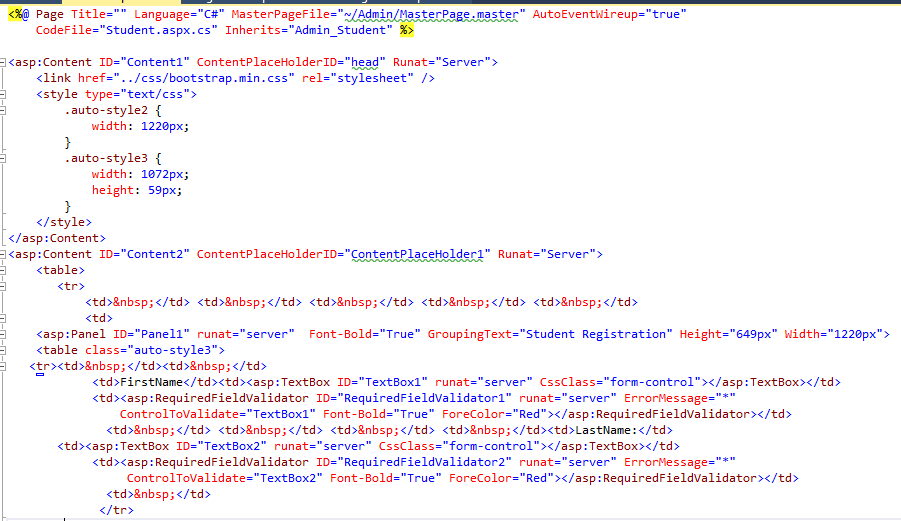 <%@ Page Title="" Language="C#" MasterPageFile="~/Admin/MasterPage.master" AutoEventWireup="true"
CodeFile="Student.aspx.cs" Inherits="Admin_Student" %>
<asp:Content ID="Content1" ContentPlaceHolderID="head" Runat="Server">
<link href="../css/bootstrap.min.css" rel="stylesheet" />
<style type="text/css">
.auto-style2 {
width: 1220px;
}
.auto-style3 {
width: 1072px;
height: 59px;
}
</style>
</asp:Content>
<asp:Content ID="Content2" ContentPlaceHolderID="ContentPlaceHolder1" Runat="Server">
<table>
<tr>
<td>&nbsp;</td> <td>&nbsp;</td> <td>&nbsp;</td> <td>&nbsp;</td> <td>&nbsp;</td>
<td>
<asp:Panel ID="Panel1" runat="server"  Font-Bold="True" GroupingText="Student Registration" Height="649px" Width="1220px">
<table class="auto-style3">
<tr><td>&nbsp;</td><td>&nbsp;</td>
<td>FirstName</td><td><asp:TextBox ID="TextBox1" runat="server" CssClass="form-control"></asp:TextBox></td>
<td><asp:RequiredFieldValidator ID="RequiredFieldValidator1" runat="server" ErrorMessage="*"
ControlToValidate="TextBox1" Font-Bold="True" ForeColor="Red"></asp:RequiredFieldValidator></td>
<td>&nbsp;</td> <td>&nbsp;</td> <td>&nbsp;</td> <td>&nbsp;<td><td>LastName:</td>
<td><asp:TextBox ID="TextBox2" runat="server" CssClass="form-control"></asp:TextBox></td>
<td><asp:RequiredFieldValidator ID="RequiredFieldValidator2" runat="server" ErrorMessage="*"
ControlToValidate="TextBox2" Font-Bold="True" ForeColor="Red"></asp:RequiredFieldValidator></td>
<td>&nbsp;</td>
</tr>